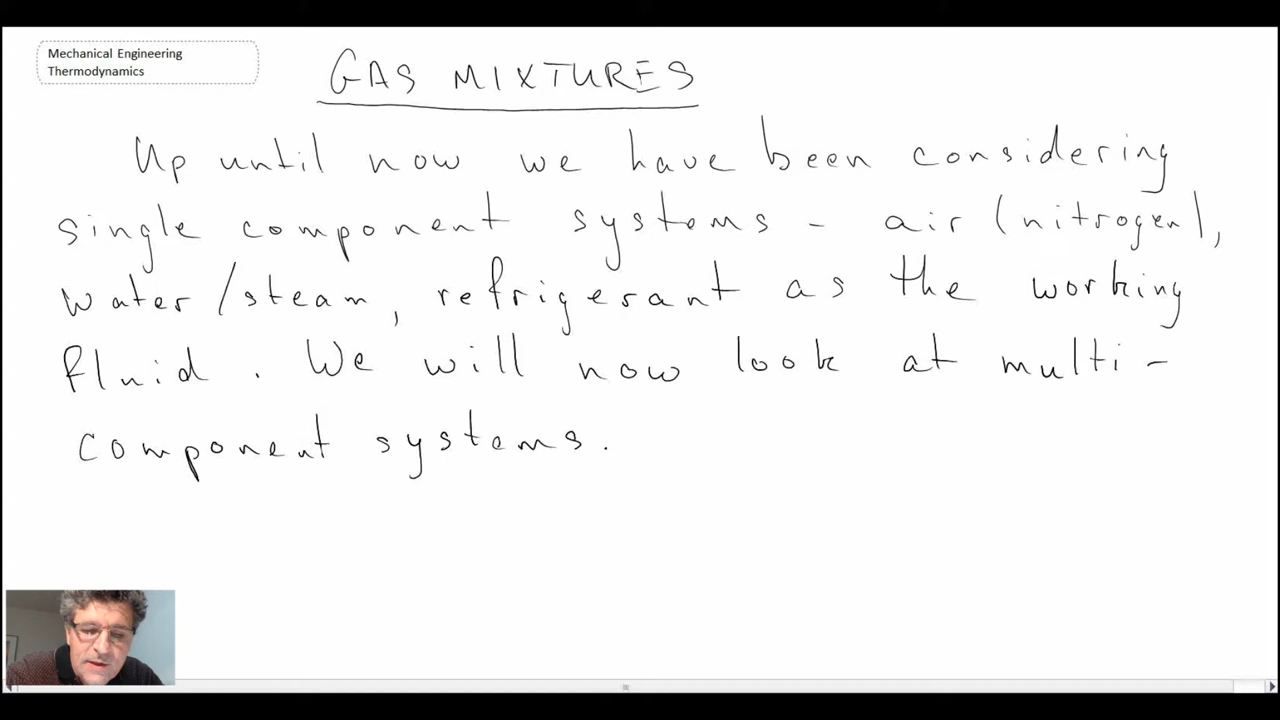 Mechanical Engineering
Thermodynamics
GAS MIXTURES
Up until now we have been considering
single component systems - air (nitrogen),
water/steam, refrigerant as the working
fluid. We will now look at multi-
component systems.